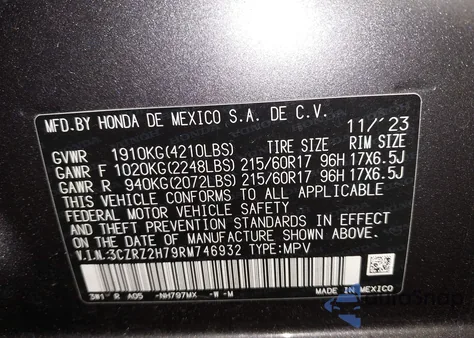 MFD.BY HONDA DE MEXICO S.A. DE C.V.
11/'23
GVWR 1910KG(4210LBS) TIRE SIZE RIM SIZE
GAWR F 1020KG(2248LBS) 215/60R17 96H 17X6.5J
GAWR R 940KG(2072LBS) 215/60R17 96H 17X6.5J
THIS VEHICLE CONFORMS TO ALL APPLICABLE
FEDERAL MOTOR VEHICLE SAFETY
AND THEFT PREVENTION STANDARDS IN EFFECT
ON THE DATE OF MANUFACTURE SHOWN ABOVE.
V.I.N.:3CZRZ2H79RM746932 TYPE:MPV
3W1 R A05 -NH797MX -W -M
MADE IN MEXICO